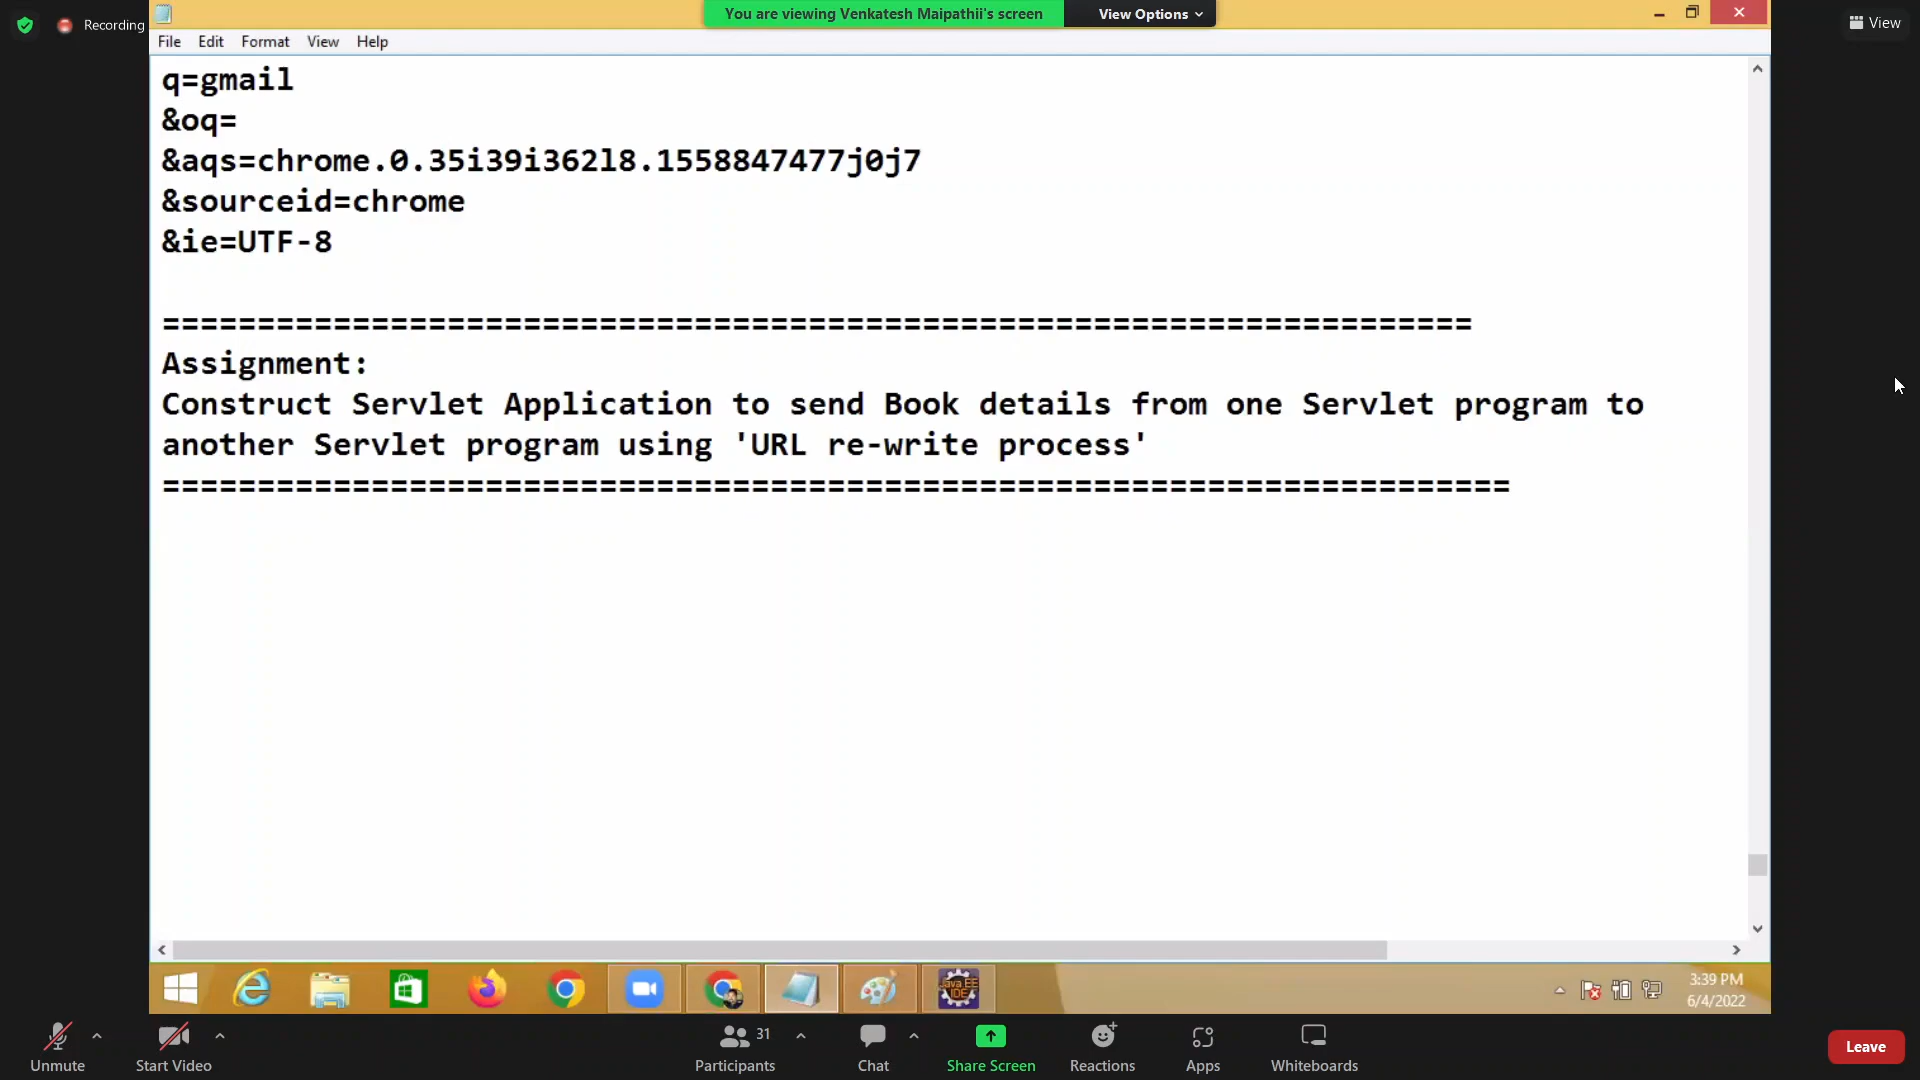 Recording
You are viewing Venkatesh Maipathii's screen
View Options
View
File Edit Format View Help
q=gmail
&oq=
&aqs=chrome.0.35i39i362l8.1558847477j0j7
&sourceid=chrome
&ie=UTF-8
=====================================================================
Assignment:
Construct Servlet Application to send Book details from one Servlet program to
another Servlet program using 'URL re-write process'
=======================================================================
Java EE
IDE
3:39 PM
6/4/2022
31
Unmute
Start Video
Participants
Chat
Share Screen
Reactions
Apps
Whiteboards
Leave